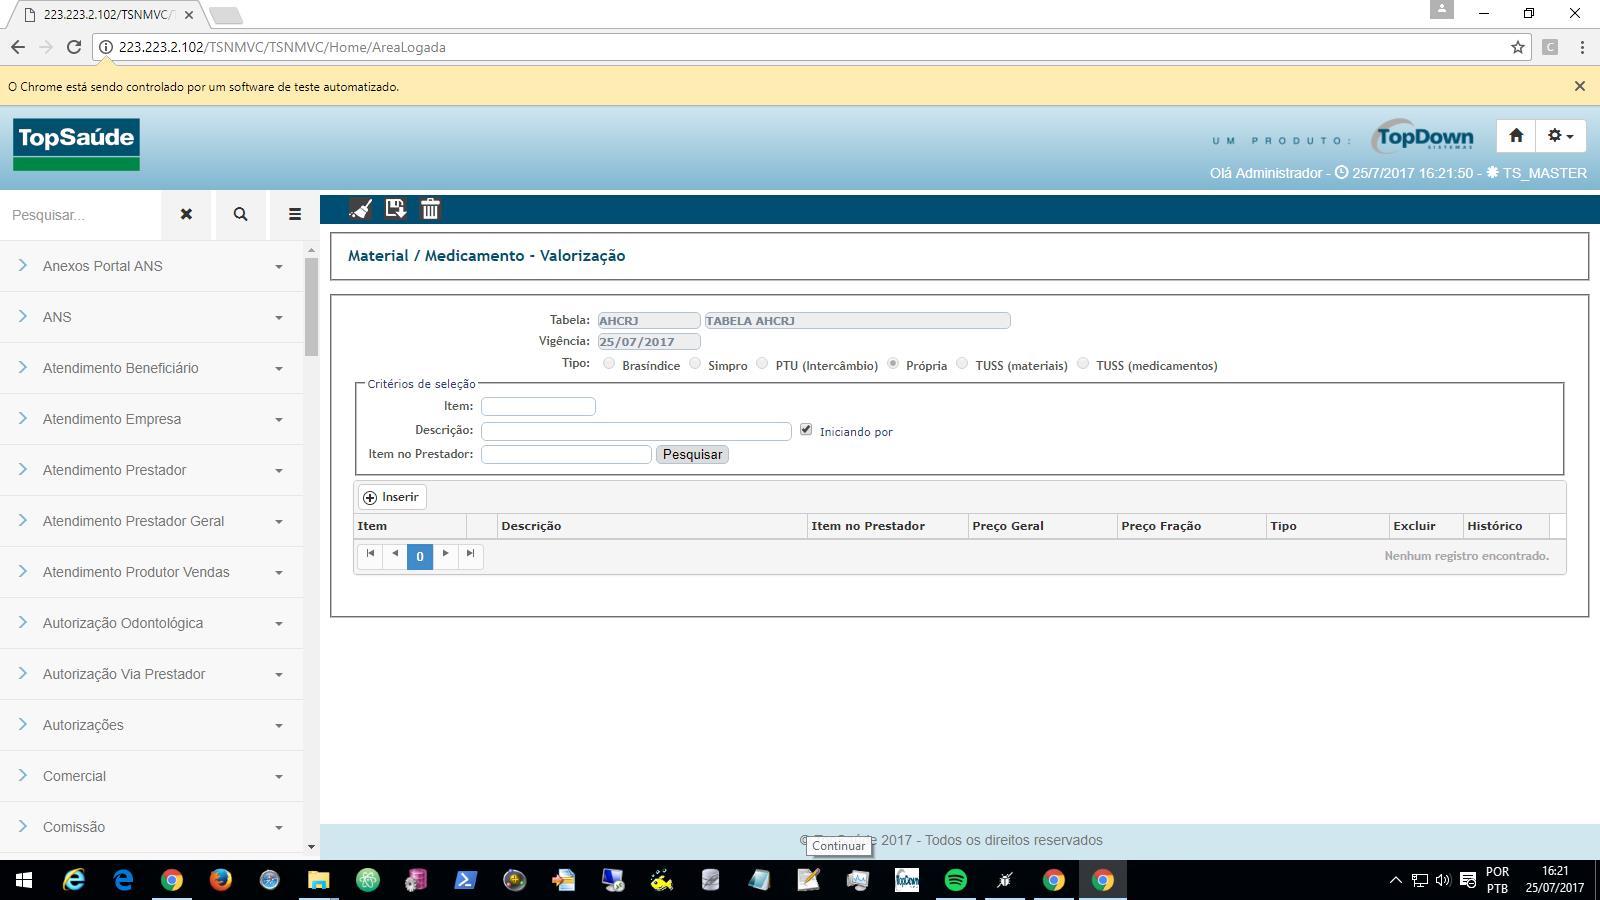 223.223.2.102/TSNMVC/T
223.223.2.102/TSNMVC/TSNMVC/Home/AreaLogada
C
O Chrome está sendo controlado por um software de teste automatizado.
TopSaúde
UM PRODUTO:
TopDown
SISTEMAS
Olá Administrador - 25/7/2017 16:21:50 - TS_MASTER
Pesquisar...
Anexos Portal ANS
ANS
Atendimento Beneficiário
Atendimento Empresa
Atendimento Prestador
Atendimento Prestador Geral
Atendimento Produtor Vendas
Autorização Odontológica
Autorização Via Prestador
Autorizações
Comercial
Comissão
Material / Medicamento - Valorização
Tabela: AHCRJ TABELA AHCRJ
Vigência: 25/07/2017
Tipo: Brasíndice Simpro PTU (Intercâmbio) Própria TUSS (materiais) TUSS (medicamentos)
Critérios de seleção
Item:
Descrição: Iniciando por
Item no Prestador: Pesquisar
Inserir
Item Descrição Item no Prestador Preço Geral Preço Fração Tipo Excluir Histórico
0 Nenhum registro encontrado.
2017 - Todos os direitos reservados
Continuar
TopDown
POR
PTB
16:21
25/07/2017